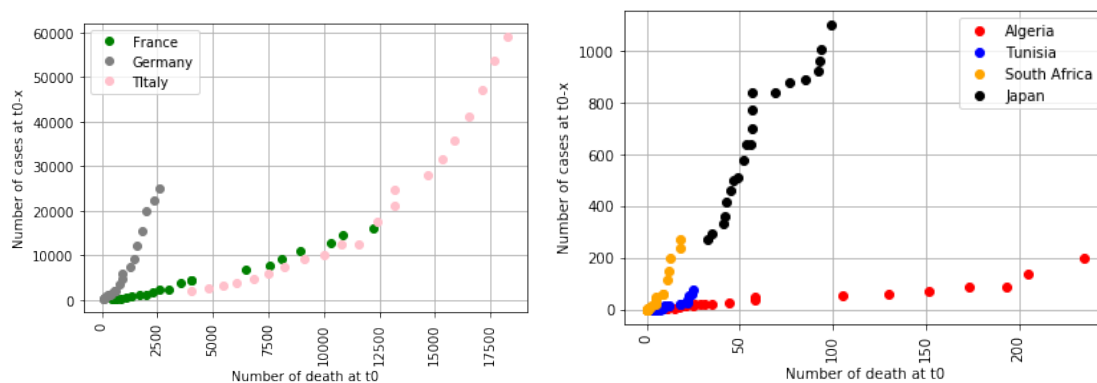 60000
50000
40000
30000
20000
10000
0
Number of cases at t0-x
France
Germany
TItaly
0
2500
5000
7500
10000
12500
15000
17500
Number of death at t0
1000
800
600
400
200
0
Number of cases at t0-x
Algeria
Tunisia
South Africa
Japan
0
50
100
150
200
Number of death at t0